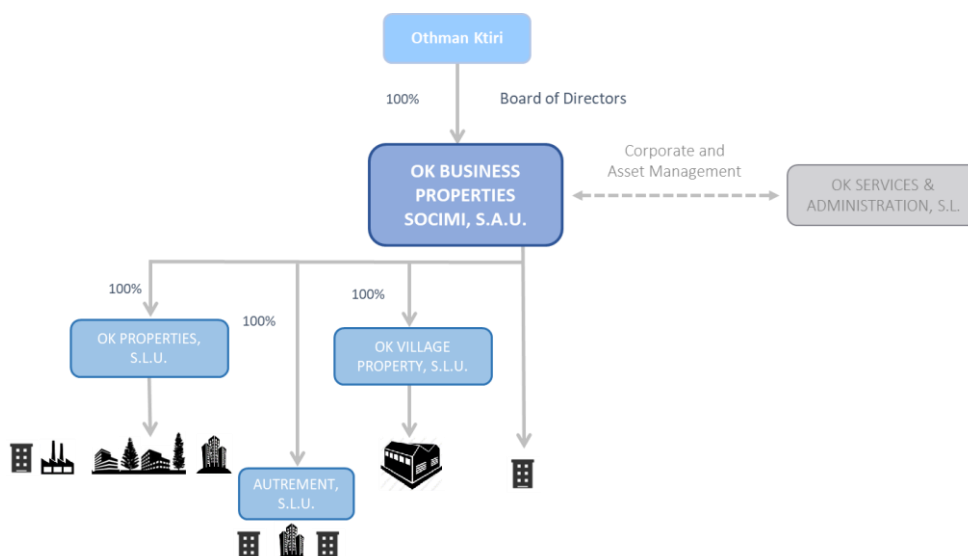 Othman Ktiri
100%
Board of Directors
OK BUSINESS
PROPERTIES
SOCIMI, S.A.U.
Corporate and
Asset Management
OK SERVICES &
ADMINISTRATION, S.L.
100%
100%
100%
OK PROPERTIES,
S.L.U.
OK VILLAGE
PROPERTY, S.L.U.
AUTREMENT,
S.L.U.